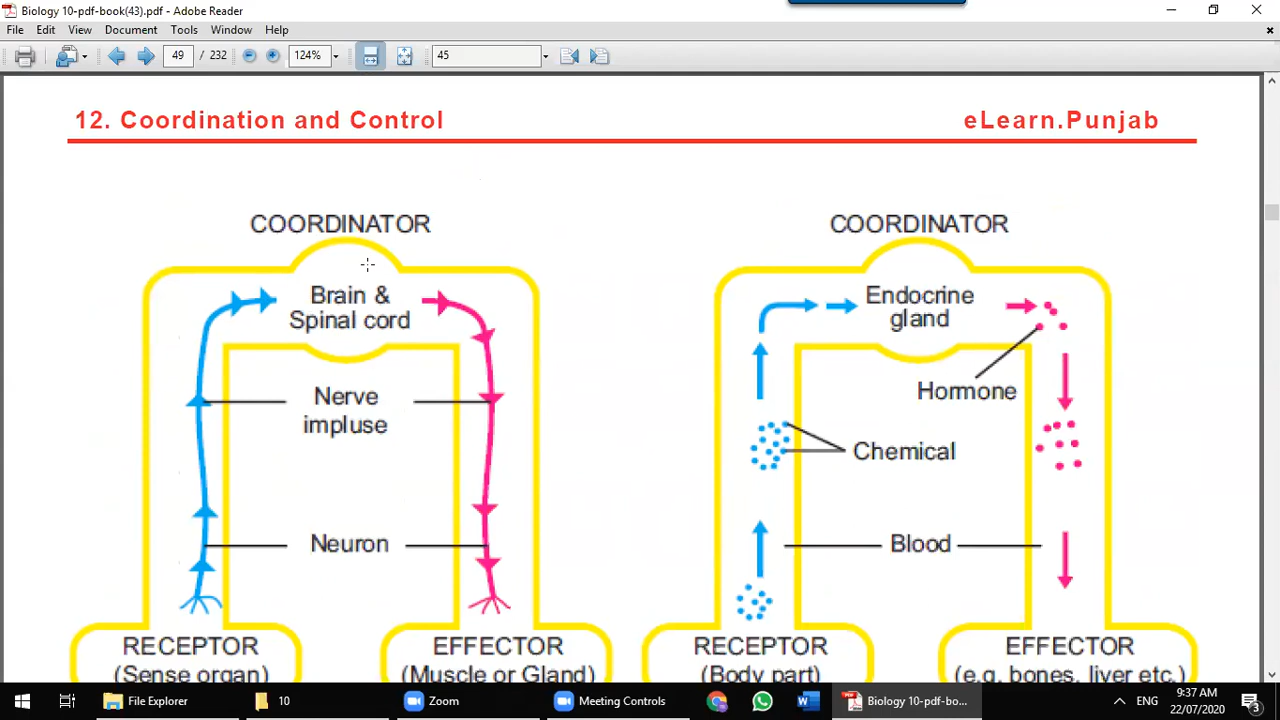 Biology 10-pdf-book(43).pdf - Adobe Reader
File Edit View Document Tools Window Help
49 / 232 124% 45
12. Coordination and Control eLearn.Punjab
COORDINATOR
Brain &
Spinal cord
Nerve
impluse
Neuron
RECEPTOR
(Sense organ)
EFFECTOR
(Muscle or Gland)
COORDINATOR
Endocrine
gland
Hormone
Chemical
Blood
RECEPTOR
(Body part)
EFFECTOR
(e.g. bones, liver etc.)
File Explorer 10 Zoom Meeting Controls Biology 10-pdf-bo... ENG
9:37 AM
22/07/2020
3